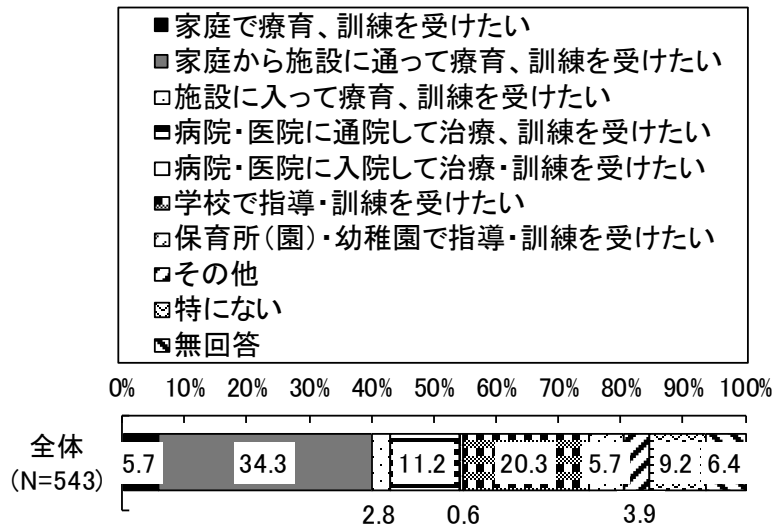 家庭で療育、訓練を受けたい
家庭から施設に通って療育、訓練を受けたい
施設に入って療育、訓練を受けたい
病院・医院に通院して治療、訓練を受けたい
病院・医院に入院して治療・訓練を受けたい
学校で指導・訓練を受けたい
保育所(園)・幼稚園で指導・訓練を受けたい
その他
特にない
無回答
0% 10% 20% 30% 40% 50% 60% 70% 80% 90% 100%
全体
(N=543)
5.7 34.3 11.2 20.3 5.7 9.2 6.4
2.8 0.6 3.9